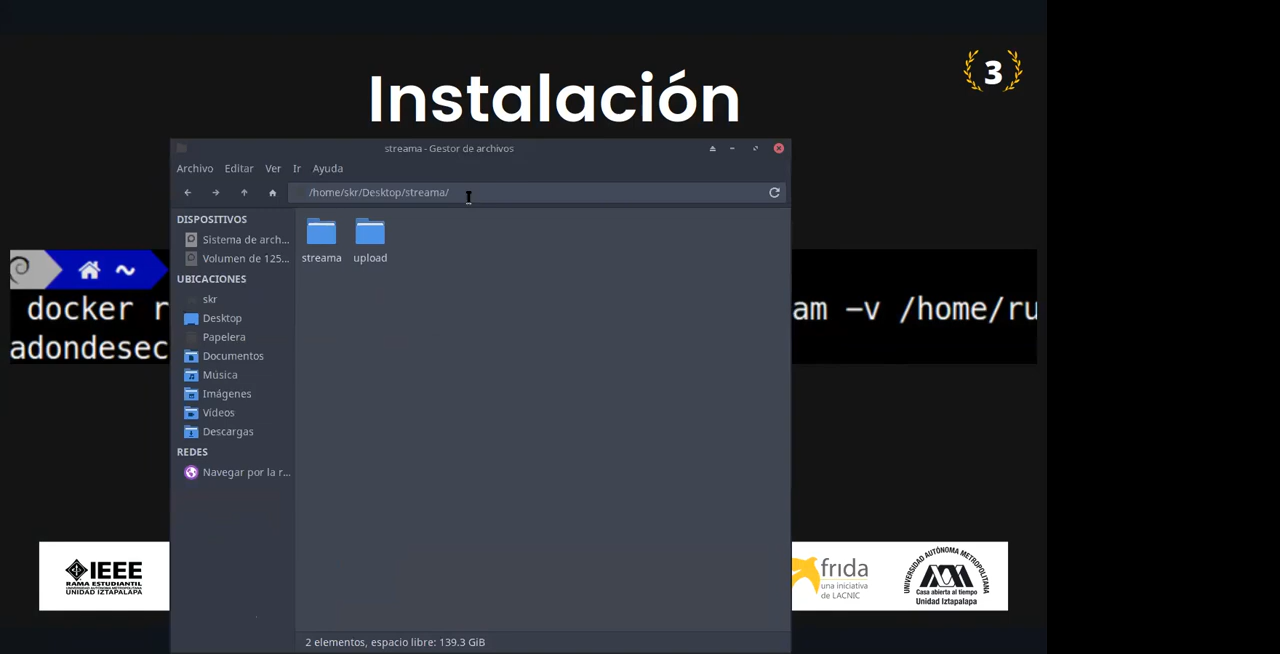 Instalación
3
streama - Gestor de archivos
Archivo Editar Ver Ir Ayuda
/home/skr/Desktop/streama/
DISPOSITIVOS
Sistema de arch...
Volumen de 125...
UBICACIONES
skr
Desktop
Papelera
Documentos
Música
Imágenes
Vídeos
Descargas
REDES
Navegar por la r...
streama upload
2 elementos, espacio libre: 139.3 GiB
~
docker r
am -v /home/ru
adondesec
IEEE
RAMA ESTUDIANTIL
UNIDAD IZTAPALAPA
frida
una iniciativa
de LACNIC
UNIVERSIDAD AUTÓNOMA METROPOLITANA
Casa abierta al tiempo
Unidad Iztapalapa